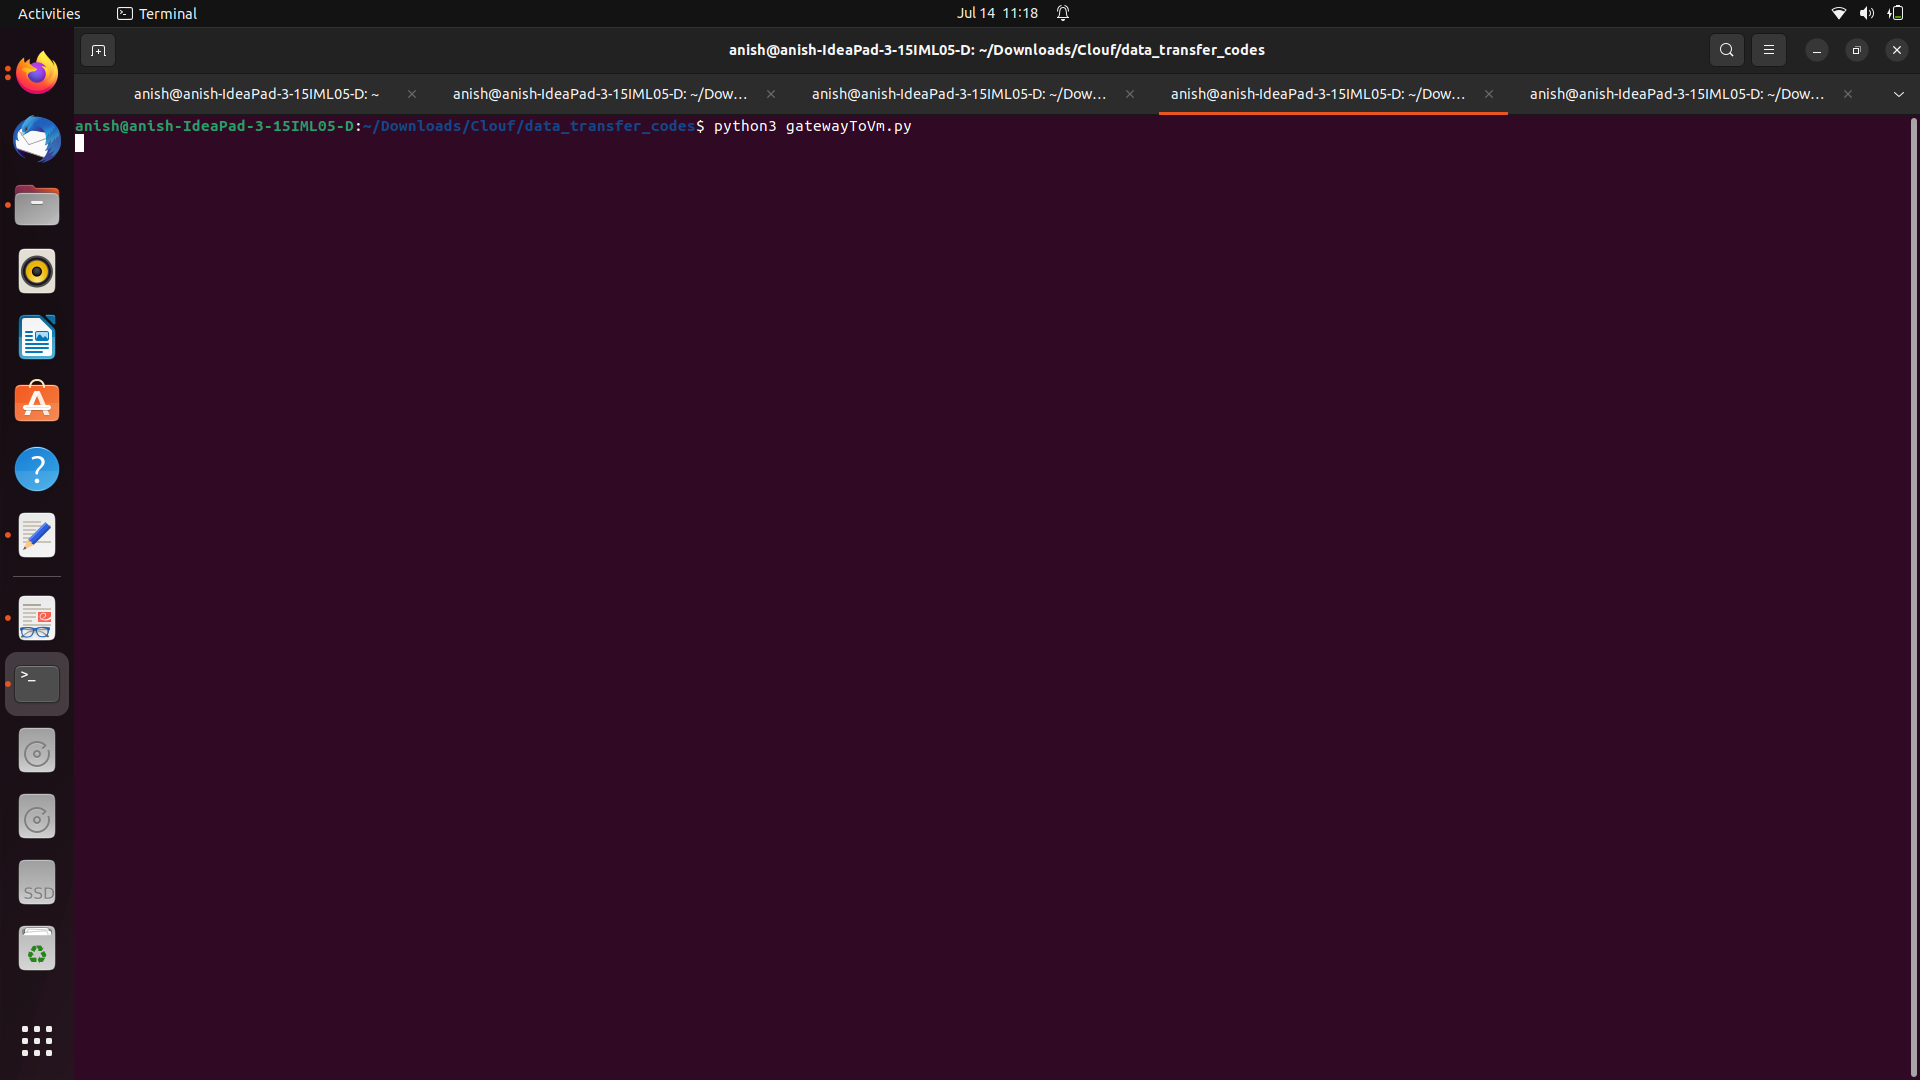 Activities
Terminal
Jul 14 11:18
anish@anish-IdeaPad-3-15IML05-D: ~/Downloads/Clouf/data_transfer_codes
anish@anish-IdeaPad-3-15IML05-D: ~
anish@anish-IdeaPad-3-15IML05-D: ~/Dow...
anish@anish-IdeaPad-3-15IML05-D: ~/Dow...
anish@anish-IdeaPad-3-15IML05-D: ~/Dow...
anish@anish-IdeaPad-3-15IML05-D: ~/Dow...
anish@anish-IdeaPad-3-15IML05-D:~/Downloads/Clouf/data_transfer_codes$ python3 gatewayToVm.py
>_
SSD